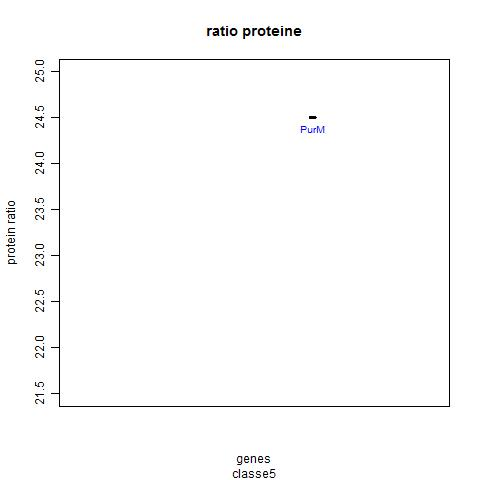 ratio proteine
25.0
24.5
24.0
23.5
23.0
22.5
22.0
21.5
protein ratio
PurM
genes
classe5